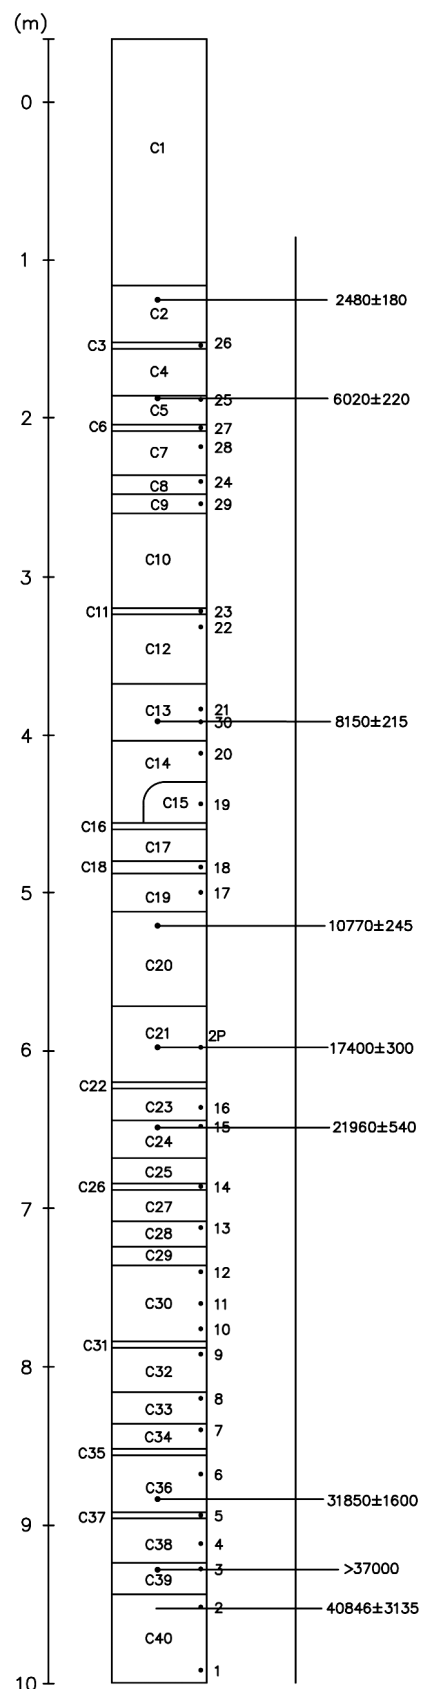 (m)
0
C1
1
2480±180
C2
C3 26
C4
25 6020±220
C5
2
C6 27
C7 28
C8 24
C9 29
C10
3
C11 23
22
C12
C13 21
30 8150±215
4
C14 20
C15 19
C16
C17
C18 18
5
C19 17
10770±245
C20
C21 2P
6 17400±300
C22
C23 16
15 21960±540
C24
C25
C26 14
7
C27
C28 13
C29
12
C30 11
10
C31
9
8
C32
8
C33
C34 7
C35
6
C36
31850±1600
C37 5
9
C38 4
3 >37000
C39
2 40846±3135
C40
1
10